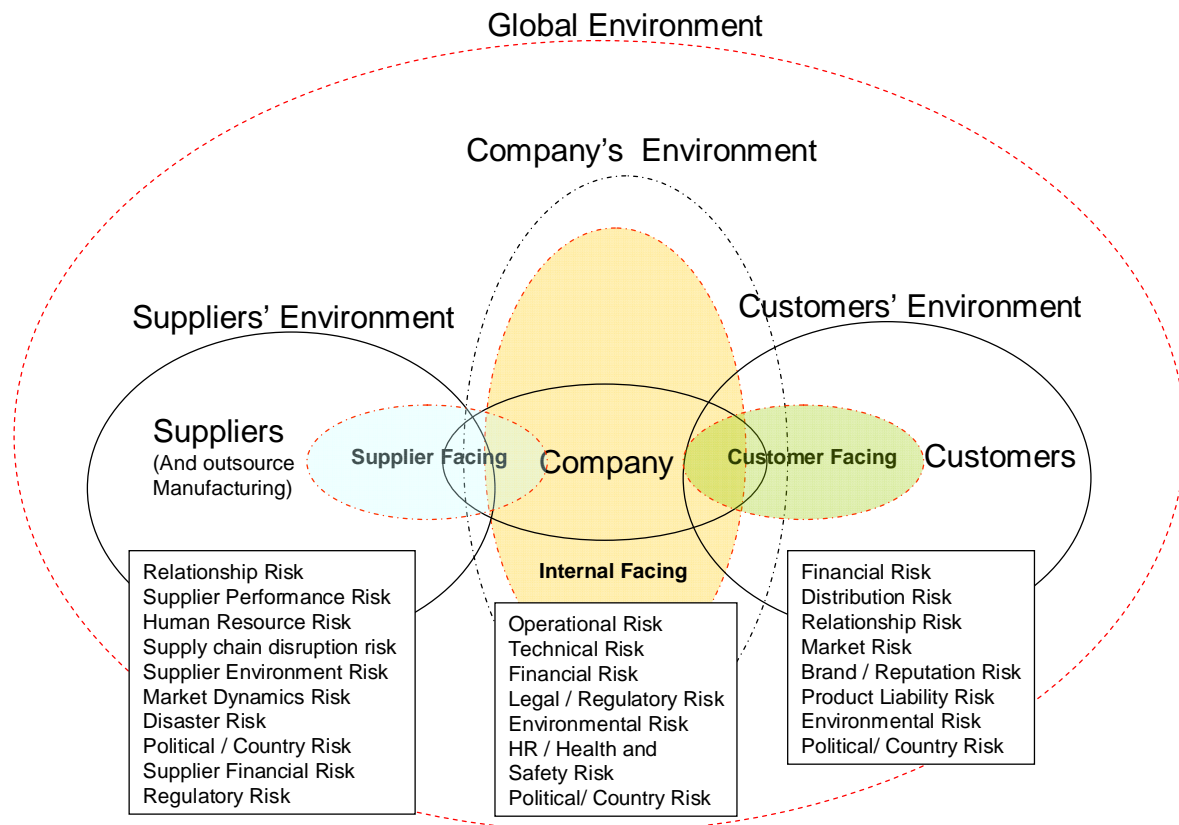 Global Environment
Company's  Environment
Suppliers' Environment
Customers' Environment
Suppliers
(And outsource
Manufacturing)
Supplier Facing
Company
Customer Facing
Customers
Internal Facing
Relationship Risk
Supplier Performance Risk
Human Resource Risk
Supply chain disruption risk
Supplier Environment Risk
Market Dynamics Risk
Disaster Risk
Political / Country Risk
Supplier Financial Risk
Regulatory Risk
Operational Risk
Technical Risk
Financial Risk
Legal / Regulatory Risk
Environmental Risk
HR / Health and
Safety Risk
Political/ Country Risk
Financial Risk
Distribution Risk
Relationship Risk
Market Risk
Brand / Reputation Risk
Product Liability Risk
Environmental Risk
Political/ Country Risk